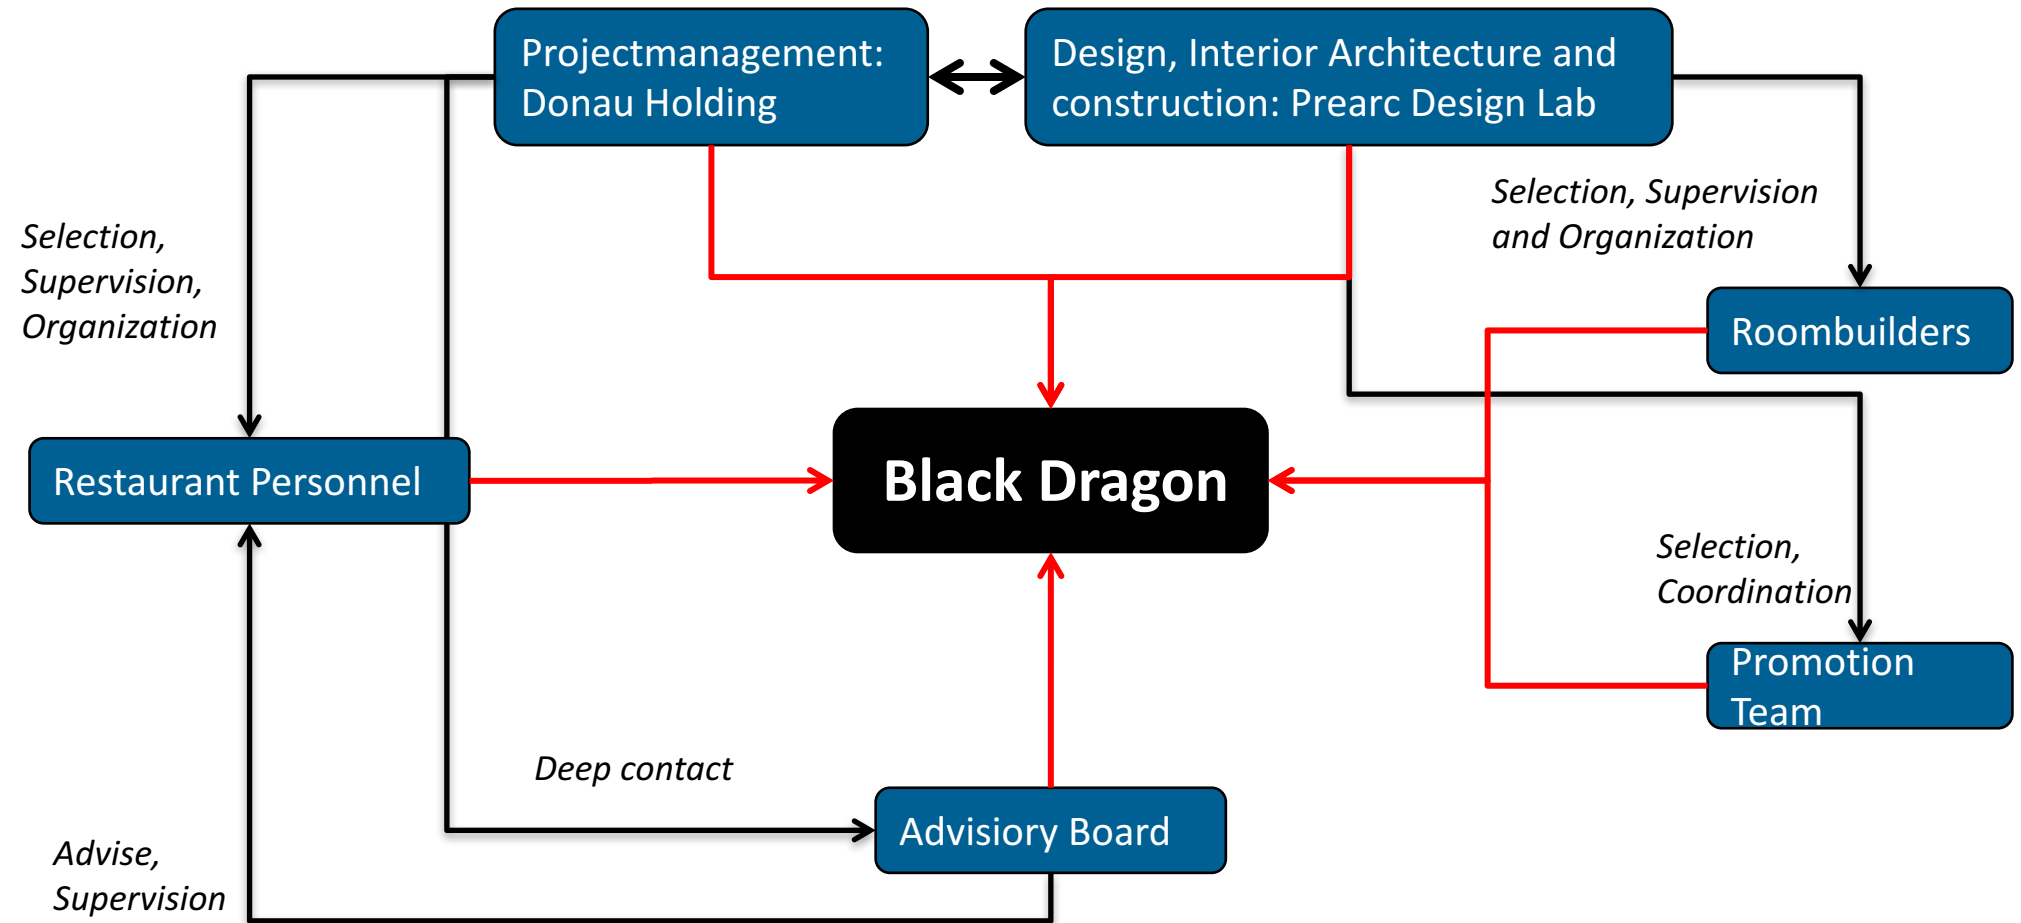 Projectmanagement:
Donau Holding
Design, Interior Architecture and
construction: Prearc Design Lab
Selection, Supervision
and Organization
Selection,
Supervision,
Organization
Roombuilders
Restaurant Personnel
Black Dragon
Selection,
Coordination
Promotion
Team
Deep contact
Advisiory Board
Advise,
Supervision